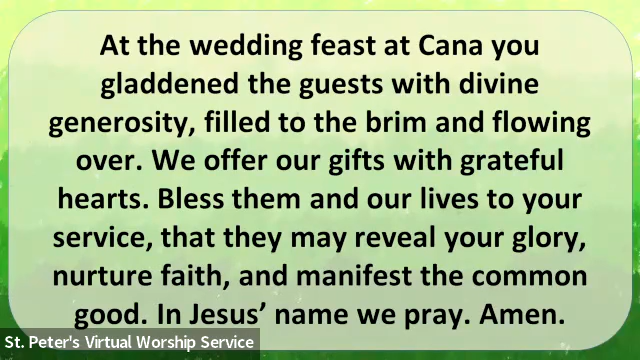 At the wedding feast at Cana you
gladdened the guests with divine
generosity, filled to the brim and flowing
over. We offer our gifts with grateful
hearts. Bless them and our lives to your
service, that they may reveal your glory,
nurture faith, and manifest the common
good. In Jesus’ name we pray. Amen.
St. Peter's Virtual Worship Service